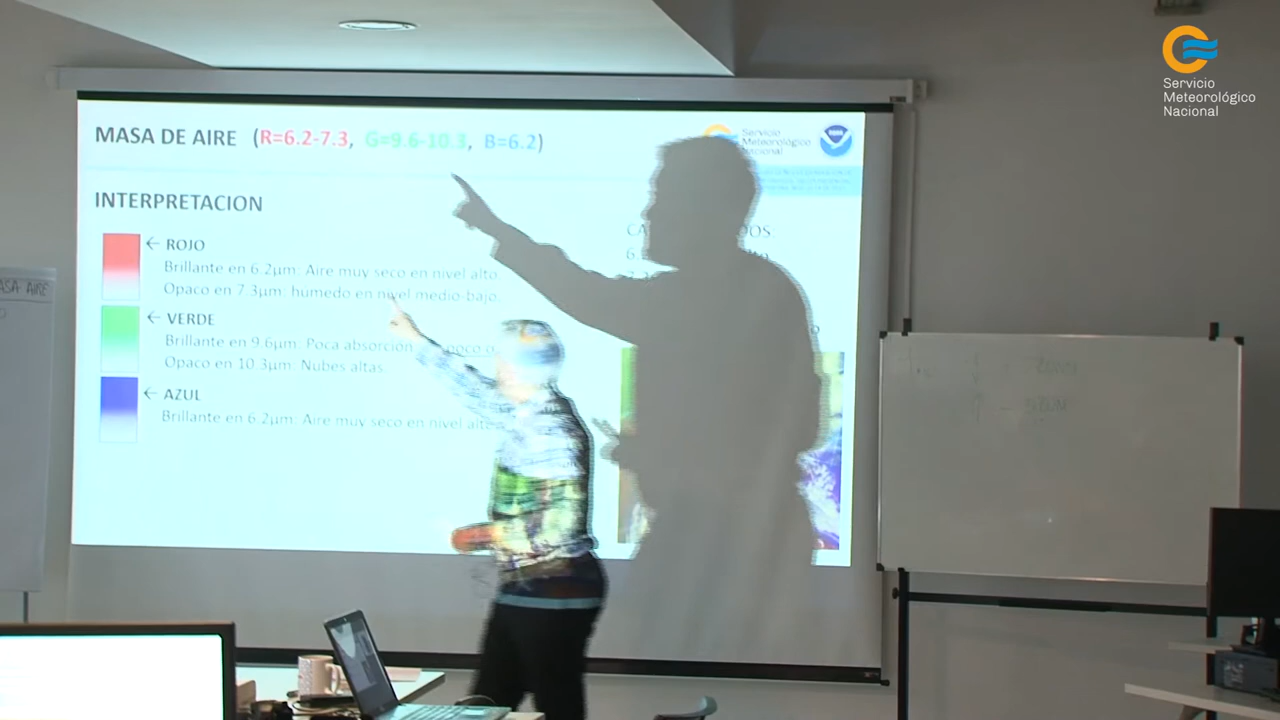 Servicio
Meteorológico
Nacional
MASA DE AIRE (R=6.2-7.3, G=9.6-10.3, B=6.2)
Servicio
Meteorológico
Nacional
INTERPRETACION
← ROJO
Brillante en 6.2µm: Aire muy seco en nivel alto.
Opaco en 7.3µm: humedo en nivel medio-bajo.
← VERDE
Brillante en 9.6µm: Poca absorción poco
Opaco en 10.3µm: Nubes altas.
← AZUL
Brillante en 6.2µm: Aire muy seco en nivel alto
ASA AIRE